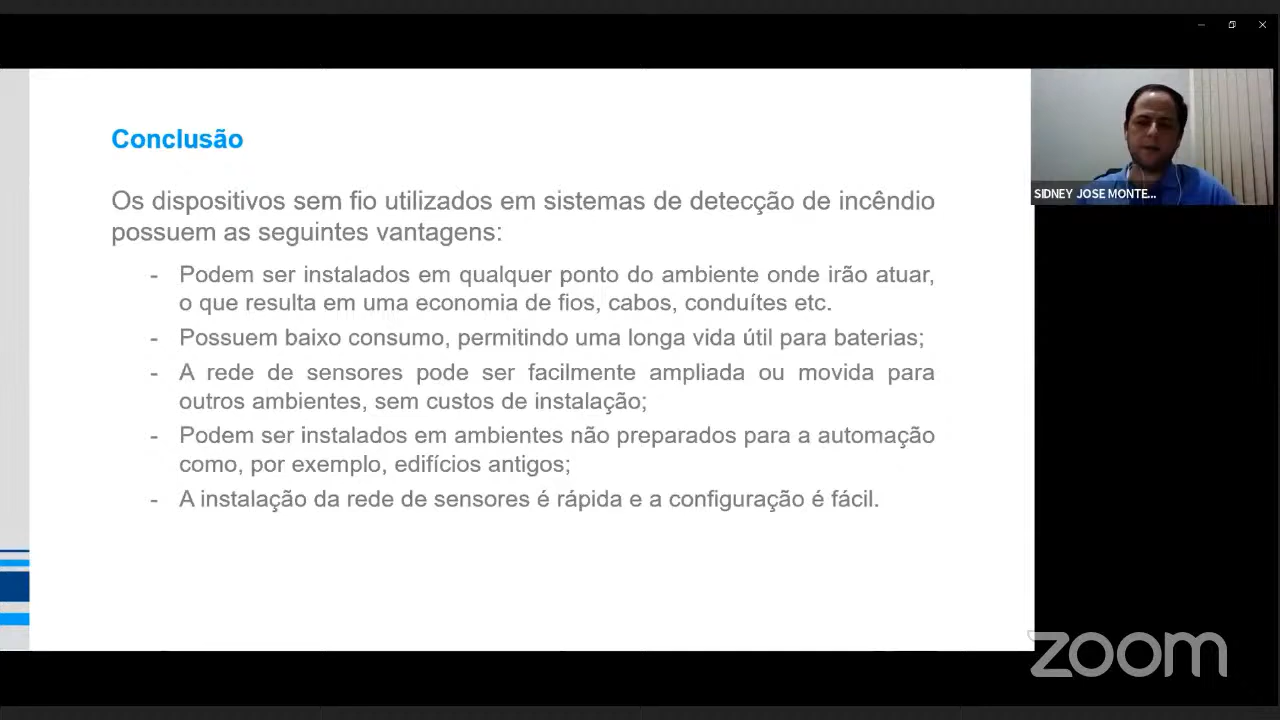 Conclusão
Os dispositivos sem fio utilizados em sistemas de detecção de incêndio
possuem as seguintes vantagens:
- Podem ser instalados em qualquer ponto do ambiente onde irão atuar,
o que resulta em uma economia de fios, cabos, conduítes etc.
- Possuem baixo consumo, permitindo uma longa vida útil para baterias;
- A rede de sensores pode ser facilmente ampliada ou movida para
outros ambientes, sem custos de instalação;
- Podem ser instalados em ambientes não preparados para a automação
como, por exemplo, edifícios antigos;
- A instalação da rede de sensores é rápida e a configuração é fácil.
SIDNEY JOSE MONTE...
zoom